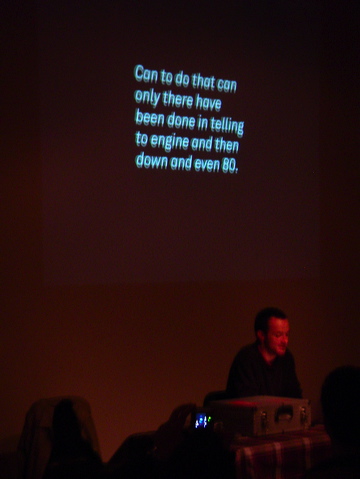 Can to do that can
only there have
been done in telling
to engine and then
down and even 80.